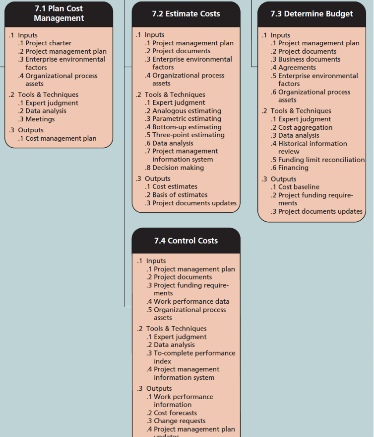 7.1 Plan Cost
Management
.1 Inputs
.1 Project charter
.2 Project management plan
.3 Enterprise environmental
factors
.4 Organizational process
assets
.2 Tools & Techniques
.1 Expert judgment
.2 Data analysis
.3 Meetings
.3 Outputs
.1 Cost management plan
7.2 Estimate Costs
.1 Inputs
.1 Project management plan
.2 Project documents
.3 Enterprise environmental
factors
.4 Organizational process
assets
.2 Tools & Techniques
.1 Expert judgment
.2 Analogous estimating
.3 Parametric estimating
.4 Bottom-up estimating
.5 Three-point estimating
.6 Data analysis
.7 Project management
information system
.8 Decision making
.3 Outputs
.1 Cost estimates
.2 Basis of estimates
.3 Project documents updates
7.3 Determine Budget
.1 Inputs
.1 Project management plan
.2 Project documents
.3 Business documents
.4 Agreements
.5 Enterprise environmental
factors
.6 Organizational process
assets
.2 Tools & Techniques
.1 Expert judgment
.2 Cost aggregation
.3 Data analysis
.4 Historical information
review
.5 Funding limit reconciliation
.6 Financing
.3 Outputs
.1 Cost baseline
.2 Project funding require-
ments
.3 Project documents updates
7.4 Control Costs
.1 Inputs
.1 Project management plan
.2 Project documents
.3 Project funding require-
ments
.4 Work performance data
.5 Organizational process
assets
.2 Tools & Techniques
.1 Expert judgment
.2 Data analysis
.3 To-complete performance
index
.4 Project management
information system
.3 Outputs
.1 Work performance
information
.2 Cost forecasts
.3 Change requests
.4 Project management plan
updates